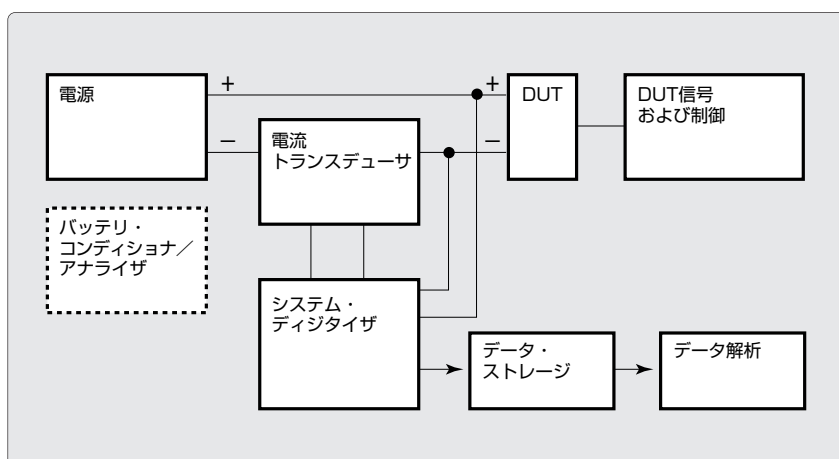 電源
+
+
DUT
DUT信号
および制御
−
電流
トランスデューサ
−
バッテリ・
コンディショナ／
アナライザ
システム・
ディジタイザ
データ・
ストレージ
データ解析